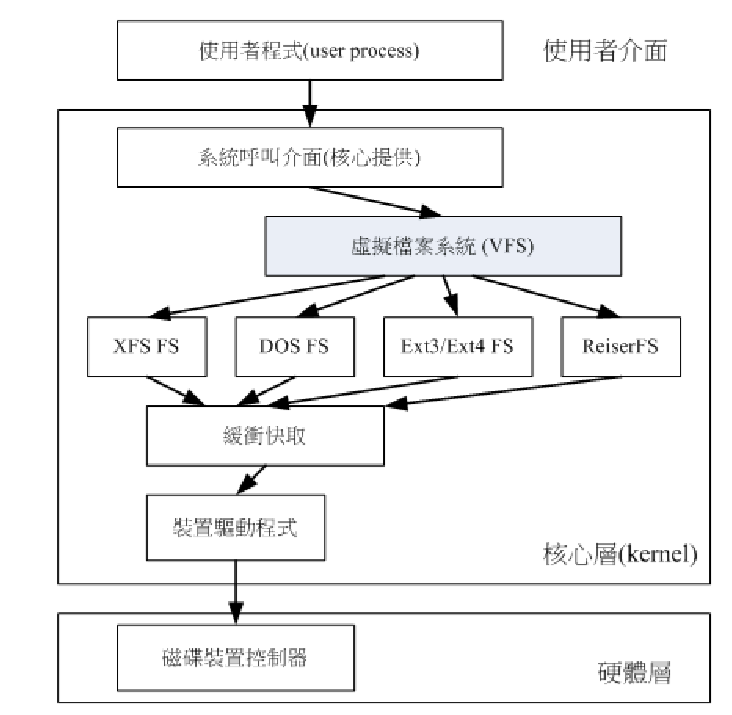 使用者程式(user process)
使用者介面
系統呼叫介面(核心提供)
虛擬檔案系統 (VFS)
XFS FS
DOS FS
Ext3/Ext4 FS
ReiserFS
緩衝快取
裝置驅動程式
核心層(kernel)
磁碟裝置控制器
硬體層